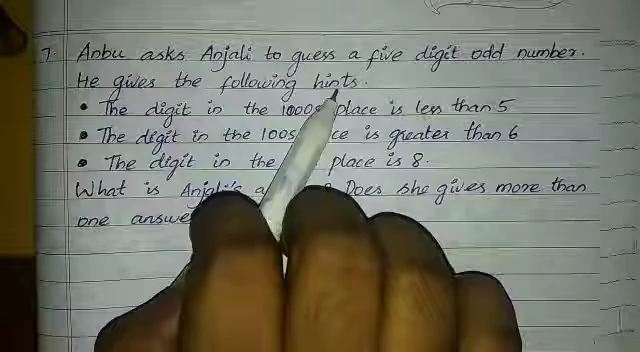 7. Anbu asks Anjali to guess a five digit odd number.
He gives the following hints.
• The digit in the 1000s place is less than 5
• The digit in the 100s ce is greater than 6
• The digit in the place is 8.
What is Anjali's a ? Does she gives more than
one answe